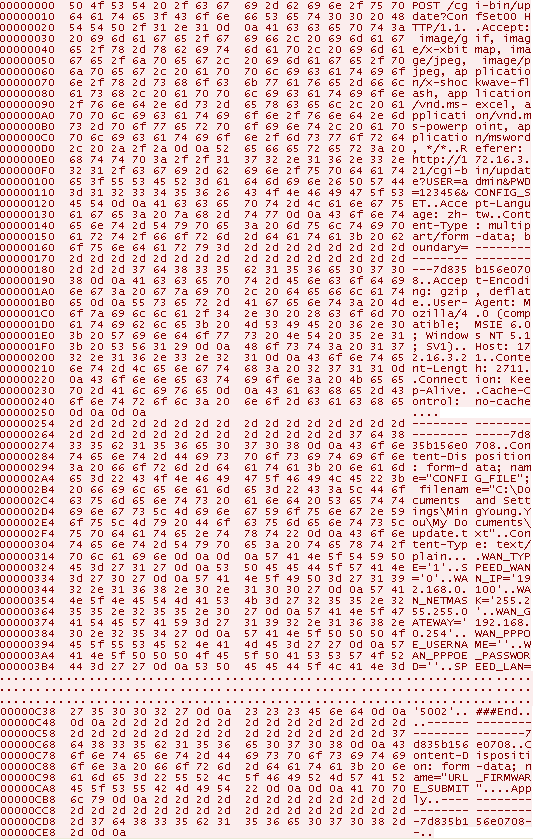 00000000 50 4f 53 54 20 2f 63 67 69 2d 62 69 6e 2f 75 70 POST /cg i-bin/up
00000010 64 61 74 65 3f 43 6f 6e 66 53 65 74 30 30 20 48 date?Con fSet00 H
00000020 54 54 50 2f 31 2e 31 0d 0a 41 63 63 65 70 74 3a TTP/1.1. .Accept:
00000030 20 69 6d 61 67 65 2f 67 69 66 2c 20 69 6d 61 67 image/g if, imag
00000040 65 2f 78 2d 78 62 69 74 6d 61 70 2c 20 69 6d 61 e/x-xbit map, ima
00000050 67 65 2f 6a 70 65 67 2c 20 69 6d 61 67 65 2f 70 ge/jpeg, image/p
00000060 6a 70 65 67 2c 20 61 70 70 6c 69 63 61 74 69 6f jpeg, ap plicatio
00000070 6e 2f 78 2d 73 68 6f 63 6b 77 61 76 65 2d 66 6c n/x-shoc kwave-fl
00000080 61 73 68 2c 20 61 70 70 6c 69 63 61 74 69 6f 6e ash, app lication
00000090 2f 76 6e 64 2e 6d 73 2d 65 78 63 65 6c 2c 20 61 /vnd.ms- excel, a
000000A0 70 70 6c 69 63 61 74 69 6f 6e 2f 76 6e 64 2e 6d pplicati on/vnd.m
000000B0 73 2d 70 6f 77 65 72 70 6f 69 6e 74 2c 20 61 70 s-powerp oint, ap
000000C0 70 6c 69 63 61 74 69 6f 6e 2f 6d 73 77 6f 72 64 plicatio n/msword
000000D0 2c 20 2a 2f 2a 0d 0a 52 65 66 65 72 65 72 3a 20 , */*..R eferer:
000000E0 68 74 74 70 3a 2f 2f 31 37 32 2e 31 36 2e 33 2e http://1 72.16.3.
000000F0 32 31 2f 63 67 69 2d 62 69 6e 2f 75 70 64 61 74 21/cgi-b in/updat
00000100 65 3f 55 53 45 52 3d 61 64 6d 69 6e 26 50 57 44 e?USER=a dmin&PWD
00000110 3d 31 32 33 34 35 36 26 43 4f 4e 46 49 47 5f 53 =123456& CONFIG_S
00000120 45 54 0d 0a 41 63 63 65 70 74 2d 4c 61 6e 67 75 ET..Acce pt-Langu
00000130 61 67 65 3a 20 7a 68 2d 74 77 0d 0a 43 6f 6e 74 age: zh- tw..Cont
00000140 65 6e 74 2d 54 79 70 65 3a 20 6d 75 6c 74 69 70 ent-Type : multip
00000150 61 72 74 2f 66 6f 72 6d 2d 64 61 74 61 3b 20 62 art/form -data; b
00000160 6f 75 6e 64 61 72 79 3d 2d 2d 2d 2d 2d 2d 2d 2d oundary= --------
00000170 2d 2d 2d 2d 2d 2d 2d 2d 2d 2d 2d 2d 2d 2d 2d 2d -------- --------
00000180 2d 2d 2d 37 64 38 33 35 62 31 35 36 65 30 37 30 ---7d835 b156e070
00000190 38 0d 0a 41 63 63 65 70 74 2d 45 6e 63 6f 64 69 8..Accep t-Encodi
000001A0 6e 67 3a 20 67 7a 69 70 2c 20 64 65 66 6c 61 74 ng: gzip , deflat
000001B0 65 0d 0a 55 73 65 72 2d 41 67 65 6e 74 3a 20 4d e..User- Agent: M
000001C0 6f 7a 69 6c 6c 61 2f 34 2e 30 20 28 63 6f 6d 70 ozilla/4 .0 (comp
000001D0 61 74 69 62 6c 65 3b 20 4d 53 49 45 20 36 2e 30 atible; MSIE 6.0
000001E0 3b 20 57 69 6e 64 6f 77 73 20 4e 54 20 35 2e 31 ; Window s NT 5.1
000001F0 3b 20 53 56 31 29 0d 0a 48 6f 73 74 3a 20 31 37 ; SV1).. Host: 17
00000200 32 2e 31 36 2e 33 2e 32 31 0d 0a 43 6f 6e 74 65 2.16.3.2 1..Conte
00000210 6e 74 2d 4c 65 6e 67 74 68 3a 20 32 37 31 31 0d nt-Lengt h: 2711.
00000220 0a 43 6f 6e 6e 65 63 74 69 6f 6e 3a 20 4b 65 65 .Connect ion: Kee
00000230 70 2d 41 6c 69 76 65 0d 0a 43 61 63 68 65 2d 43 p-Alive. .Cache-C
00000240 6f 6e 74 72 6f 6c 3a 20 6e 6f 2d 63 61 63 68 65 ontrol: no-cache
00000250 0d 0a 0d 0a ....
00000254 2d 2d 2d 2d 2d 2d 2d 2d 2d 2d 2d 2d 2d 2d 2d 2d -------- --------
00000264 2d 2d 2d 2d 2d 2d 2d 2d 2d 2d 2d 2d 2d 37 64 38 -------- -----7d8
00000274 33 35 62 31 35 36 65 30 37 30 38 0d 0a 43 6f 6e 35b156e0 708..Con
00000284 74 65 6e 74 2d 44 69 73 70 6f 73 69 74 69 6f 6e tent-Dis position
00000294 3a 20 66 6f 72 6d 2d 64 61 74 61 3b 20 6e 61 6d : form-d ata; nam
000002A4 65 3d 22 43 4f 4e 46 49 47 5f 46 49 4c 45 22 3b e="CONFI G_FILE";
000002B4 20 66 69 6c 65 6e 61 6d 65 3d 22 43 3a 5c 44 6f filenam e="C:\Do
000002C4 63 75 6d 65 6e 74 73 20 61 6e 64 20 53 65 74 74 cuments and Sett
000002D4 69 6e 67 73 5c 4d 69 6e 67 59 6f 75 6e 67 2e 59 ings\Min gYoung.Y
000002E4 6f 75 5c 4d 79 20 44 6f 63 75 6d 65 6e 74 73 5c ou\My Do cuments\
000002F4 75 70 64 61 74 65 2e 74 78 74 22 0d 0a 43 6f 6e update.t xt"..Con
00000304 74 65 6e 74 2d 54 79 70 65 3a 20 74 65 78 74 2f tent-Typ e: text/
00000314 70 6c 61 69 6e 0d 0a 0d 0a 57 41 4e 5f 54 59 50 plain... .WAN_TYP
00000324 45 3d 27 31 27 0d 0a 53 50 45 45 44 5f 57 41 4e E='1'..S PEED_WAN
00000334 3d 27 30 27 0d 0a 57 41 4e 5f 49 50 3d 27 31 39 ='0'..WA N_IP='19
00000344 32 2e 31 36 38 2e 30 2e 31 30 30 27 0d 0a 57 41 2.168.0. 100'..WA
00000354 4e 5f 4e 45 54 4d 41 53 4b 3d 27 32 35 35 2e 32 N_NETMAS K='255.2
00000364 35 35 2e 32 35 35 2e 30 27 0d 0a 57 41 4e 5f 47 55.255.0 '..WAN_G
00000374 41 54 45 57 41 59 3d 27 31 39 32 2e 31 36 38 2e ATEWAY=' 192.168.
00000384 30 2e 32 35 34 27 0d 0a 57 41 4e 5f 50 50 50 4f 0.254'.. WAN_PPPO
00000394 45 5f 55 53 45 52 4e 41 4d 45 3d 27 27 0d 0a 57 E_USERNA ME=''..W
000003A4 41 4e 5f 50 50 50 4f 45 5f 50 41 53 53 57 4f 52 AN_PPPOE _PASSWOR
000003B4 44 3d 27 27 0d 0a 53 50 45 45 44 5f 4c 41 4e 3d D=''..SP EED_LAN=
00000C38 27 35 30 30 32 27 0d 0a 23 23 23 45 6e 64 0d 0a '5002'.. ###End..
00000C48 0d 0a 2d 2d 2d 2d 2d 2d 2d 2d 2d 2d 2d 2d 2d 2d ..------ --------
00000C58 2d 2d 2d 2d 2d 2d 2d 2d 2d 2d 2d 2d 2d 2d 2d 37 -------- -------7
00000C68 64 38 33 35 62 31 35 36 65 30 37 30 38 0d 0a 43 d835b156 e0708..C
00000C78 6f 6e 74 65 6e 74 2d 44 69 73 70 6f 73 69 74 69 ontent-D ispositi
00000C88 6f 6e 3a 20 66 6f 72 6d 2d 64 61 74 61 3b 20 6e on: form -data; n
00000C98 61 6d 65 3d 22 55 52 4c 5f 46 49 52 4d 57 41 52 ame="URL _FIRMWAR
00000CA8 45 5f 53 55 42 4d 49 54 22 0d 0a 0d 0a 41 70 70 E_SUBMIT "....App
00000CB8 6c 79 0d 0a 2d 2d 2d 2d 2d 2d 2d 2d 2d 2d 2d 2d ly..---- --------
00000CC8 2d 2d 2d 2d 2d 2d 2d 2d 2d 2d 2d 2d 2d 2d 2d 2d -------- --------
00000CD8 2d 37 64 38 33 35 62 31 35 36 65 30 37 30 38 2d -7d835b1 56e0708-
00000CE8 2d 0d 0a -..